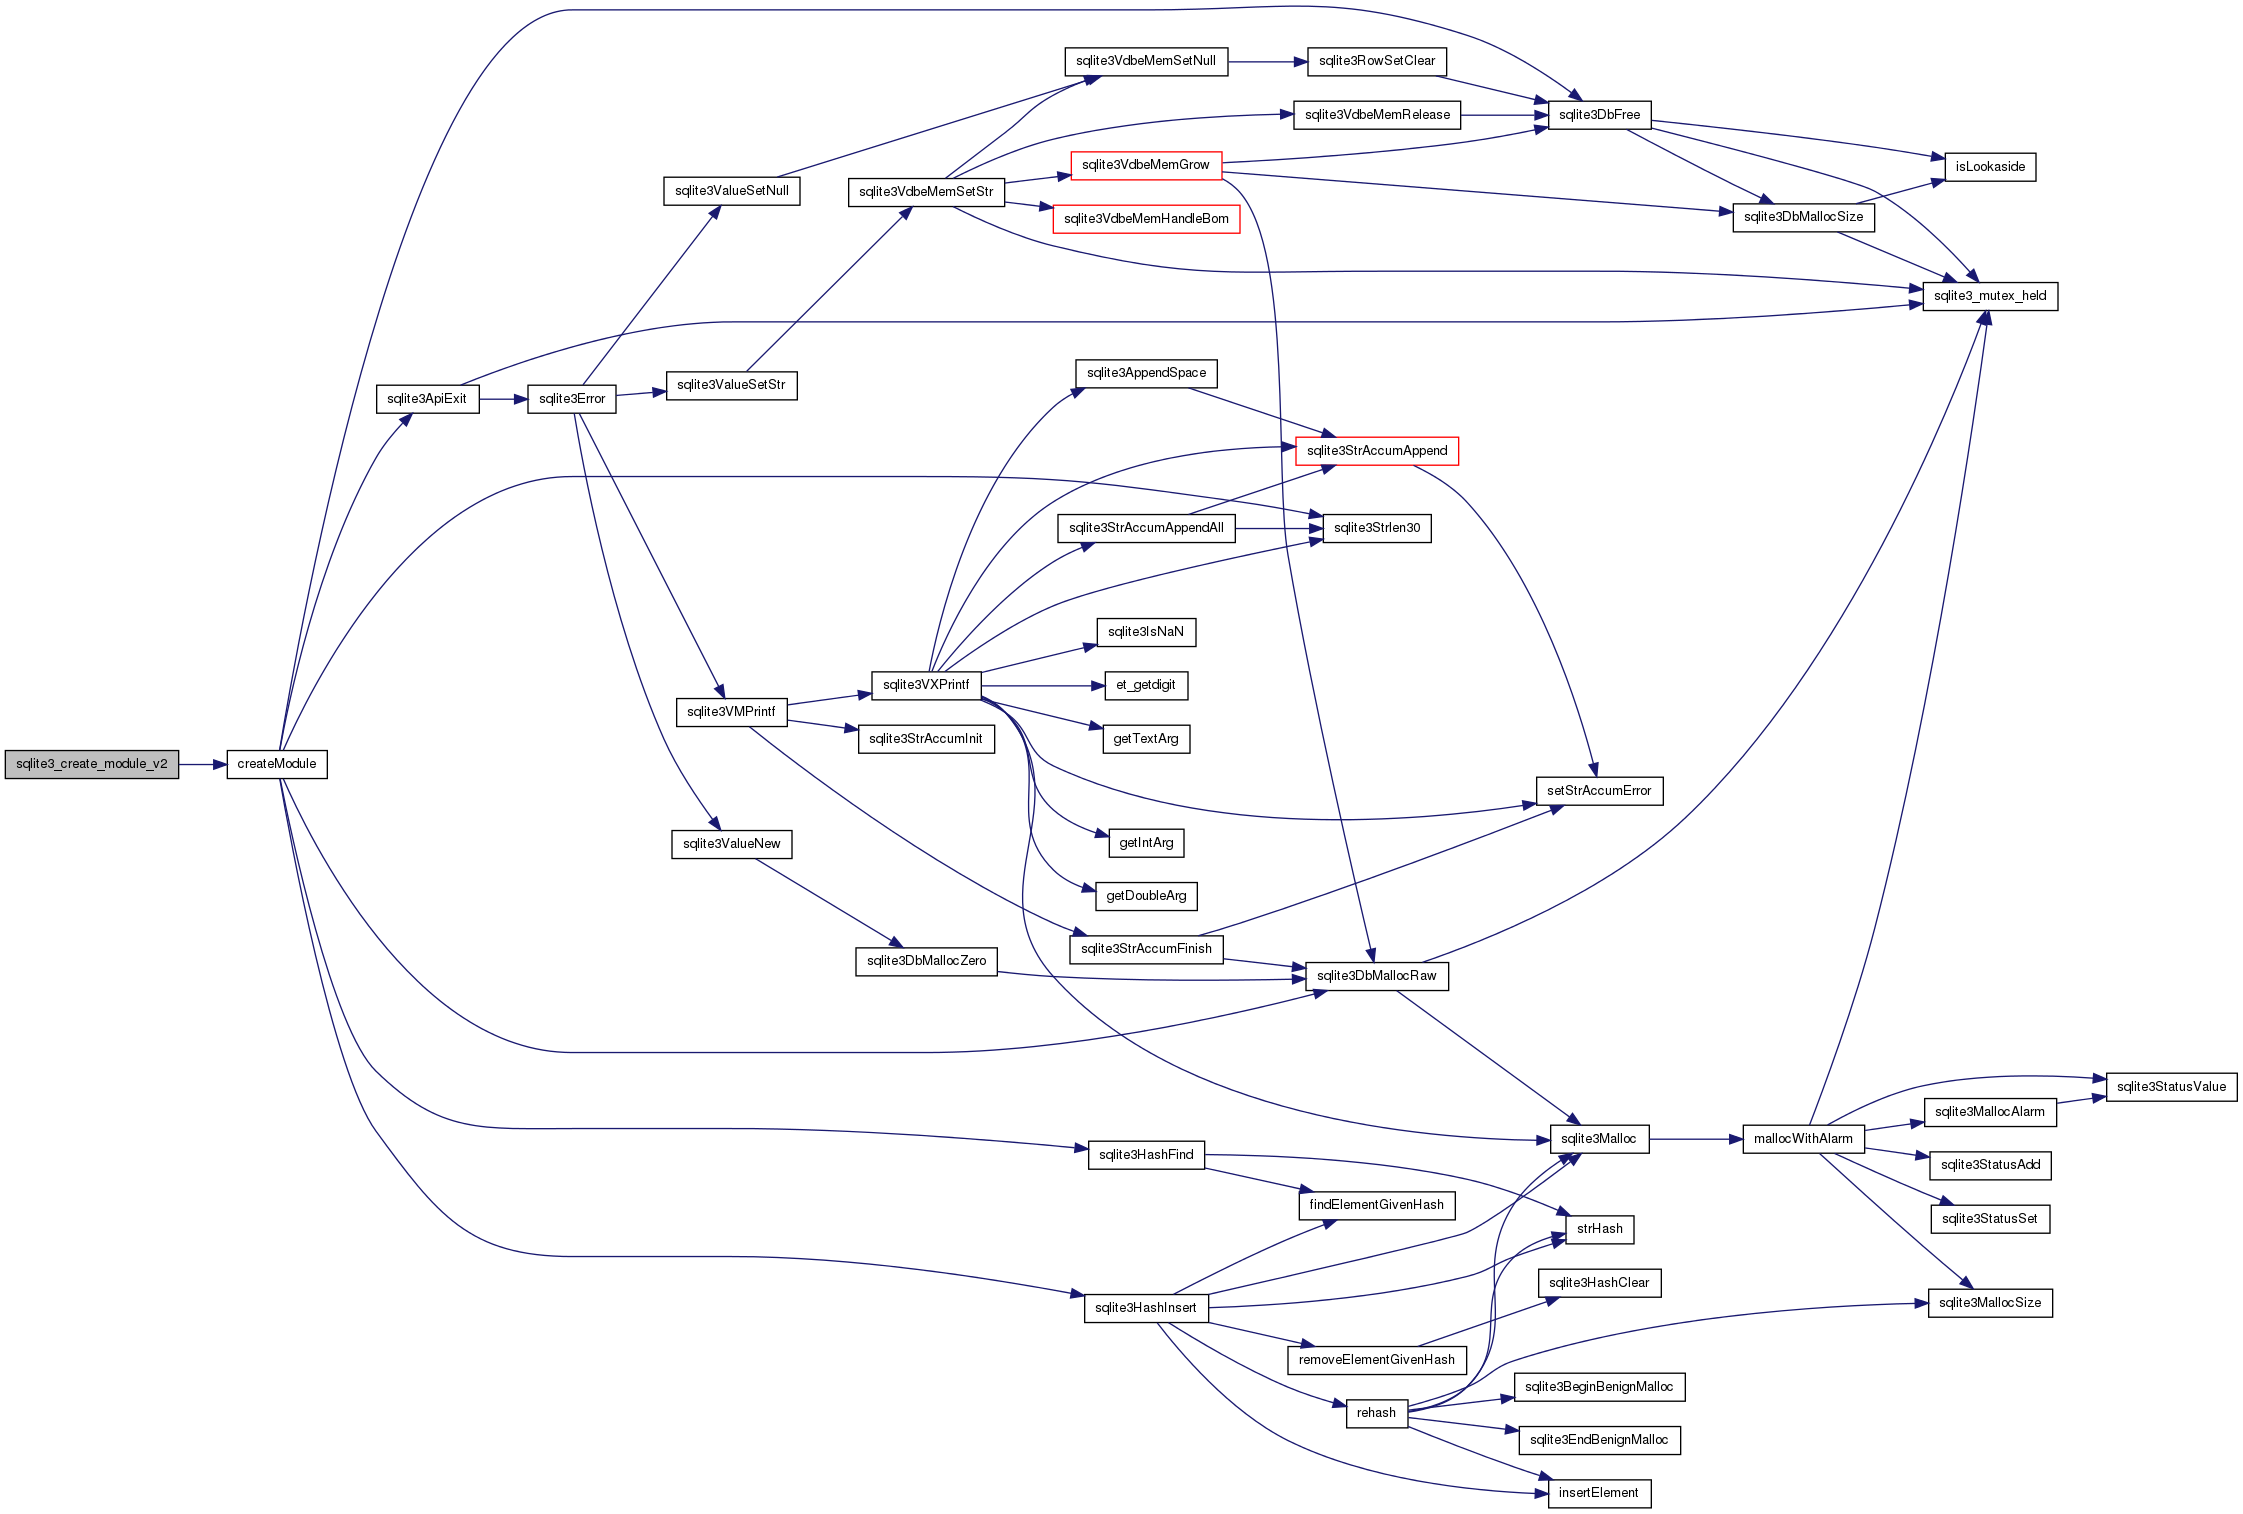 sqlite3VdbeMemSetNull
sqlite3RowSetClear
sqlite3VdbeMemRelease
sqlite3DbFree
sqlite3VdbeMemGrow
isLookaside
sqlite3ValueSetNull
sqlite3VdbeMemSetStr
sqlite3VdbeMemHandleBom
sqlite3DbMallocSize
sqlite3_mutex_held
sqlite3AppendSpace
sqlite3ValueSetStr
sqlite3ApiExit
sqlite3Error
sqlite3StrAccumAppend
sqlite3StrAccumAppendAll
sqlite3Strlen30
sqlite3IsNaN
sqlite3VXPrintf
et_getdigit
sqlite3VMPrintf
sqlite3StrAccumInit
getTextArg
sqlite3_create_module_v2
createModule
setStrAccumError
sqlite3ValueNew
getIntArg
getDoubleArg
sqlite3StrAccumFinish
sqlite3DbMallocZero
sqlite3DbMallocRaw
sqlite3StatusValue
sqlite3MallocAlarm
sqlite3Malloc
mallocWithAlarm
sqlite3HashFind
sqlite3StatusAdd
findElementGivenHash
sqlite3StatusSet
strHash
sqlite3HashClear
sqlite3HashInsert
sqlite3MallocSize
removeElementGivenHash
sqlite3BeginBenignMalloc
rehash
sqlite3EndBenignMalloc
insertElement